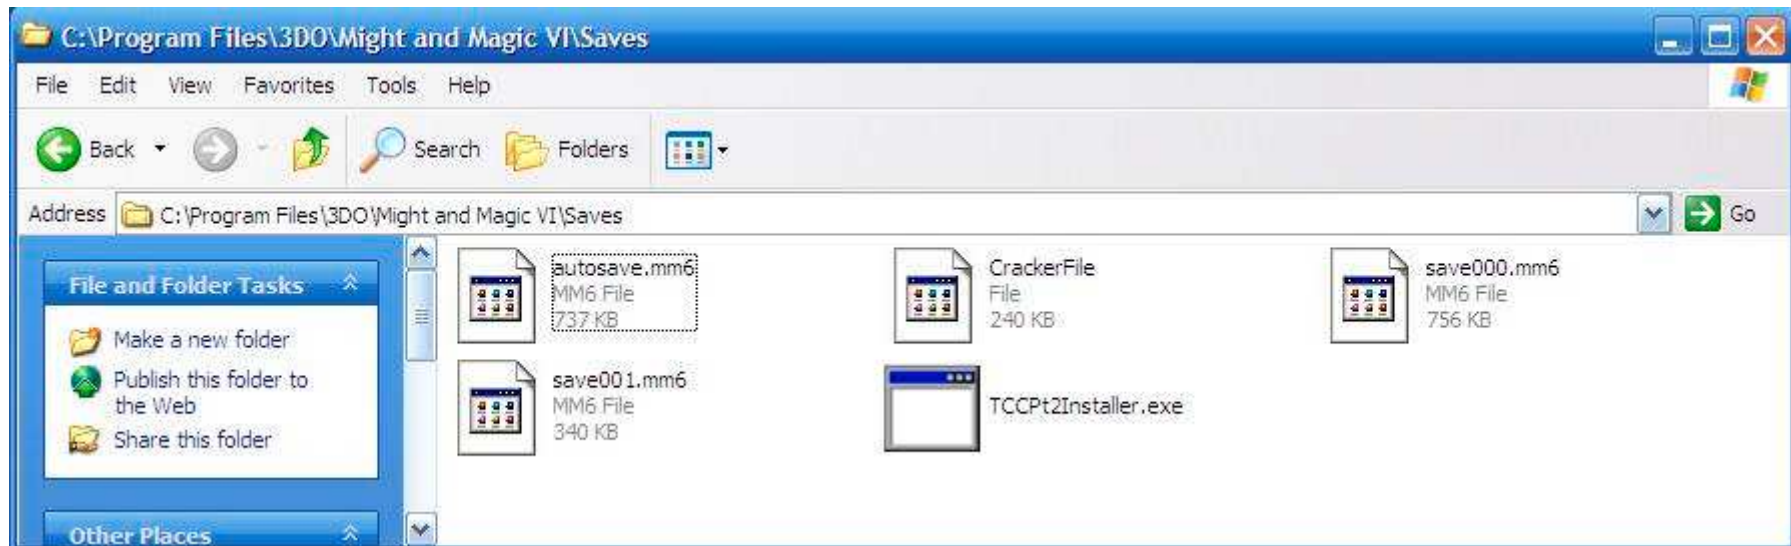 C:\Program Files\3DO\Might and Magic VI\Saves
File Edit View Favorites Tools Help
Back Search Folders
Address C:\Program Files\3DO\Might and Magic VI\Saves Go
File and Folder Tasks
Make a new folder
Publish this folder to
the Web
Share this folder
Other Places
autosave.mm6
MM6 File
737 KB
CrackerFile
File
240 KB
save000.mm6
MM6 File
756 KB
save001.mm6
MM6 File
340 KB
TCCPt2Installer.exe